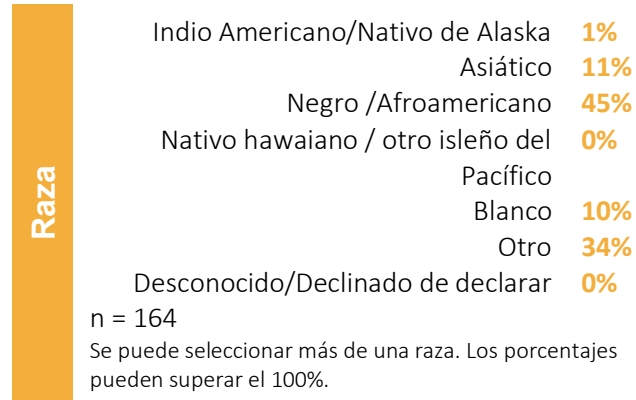 Raza
Indio Americano/Nativo de Alaska 1%
Asiático 11%
Negro /Afroamericano 45%
Nativo hawaiano / otro isleño del 0%
Pacífico
Blanco 10%
Otro 34%
Desconocido/Declinado de declarar 0%
n = 164
Se puede seleccionar más de una raza. Los porcentajes
pueden superar el 100%.